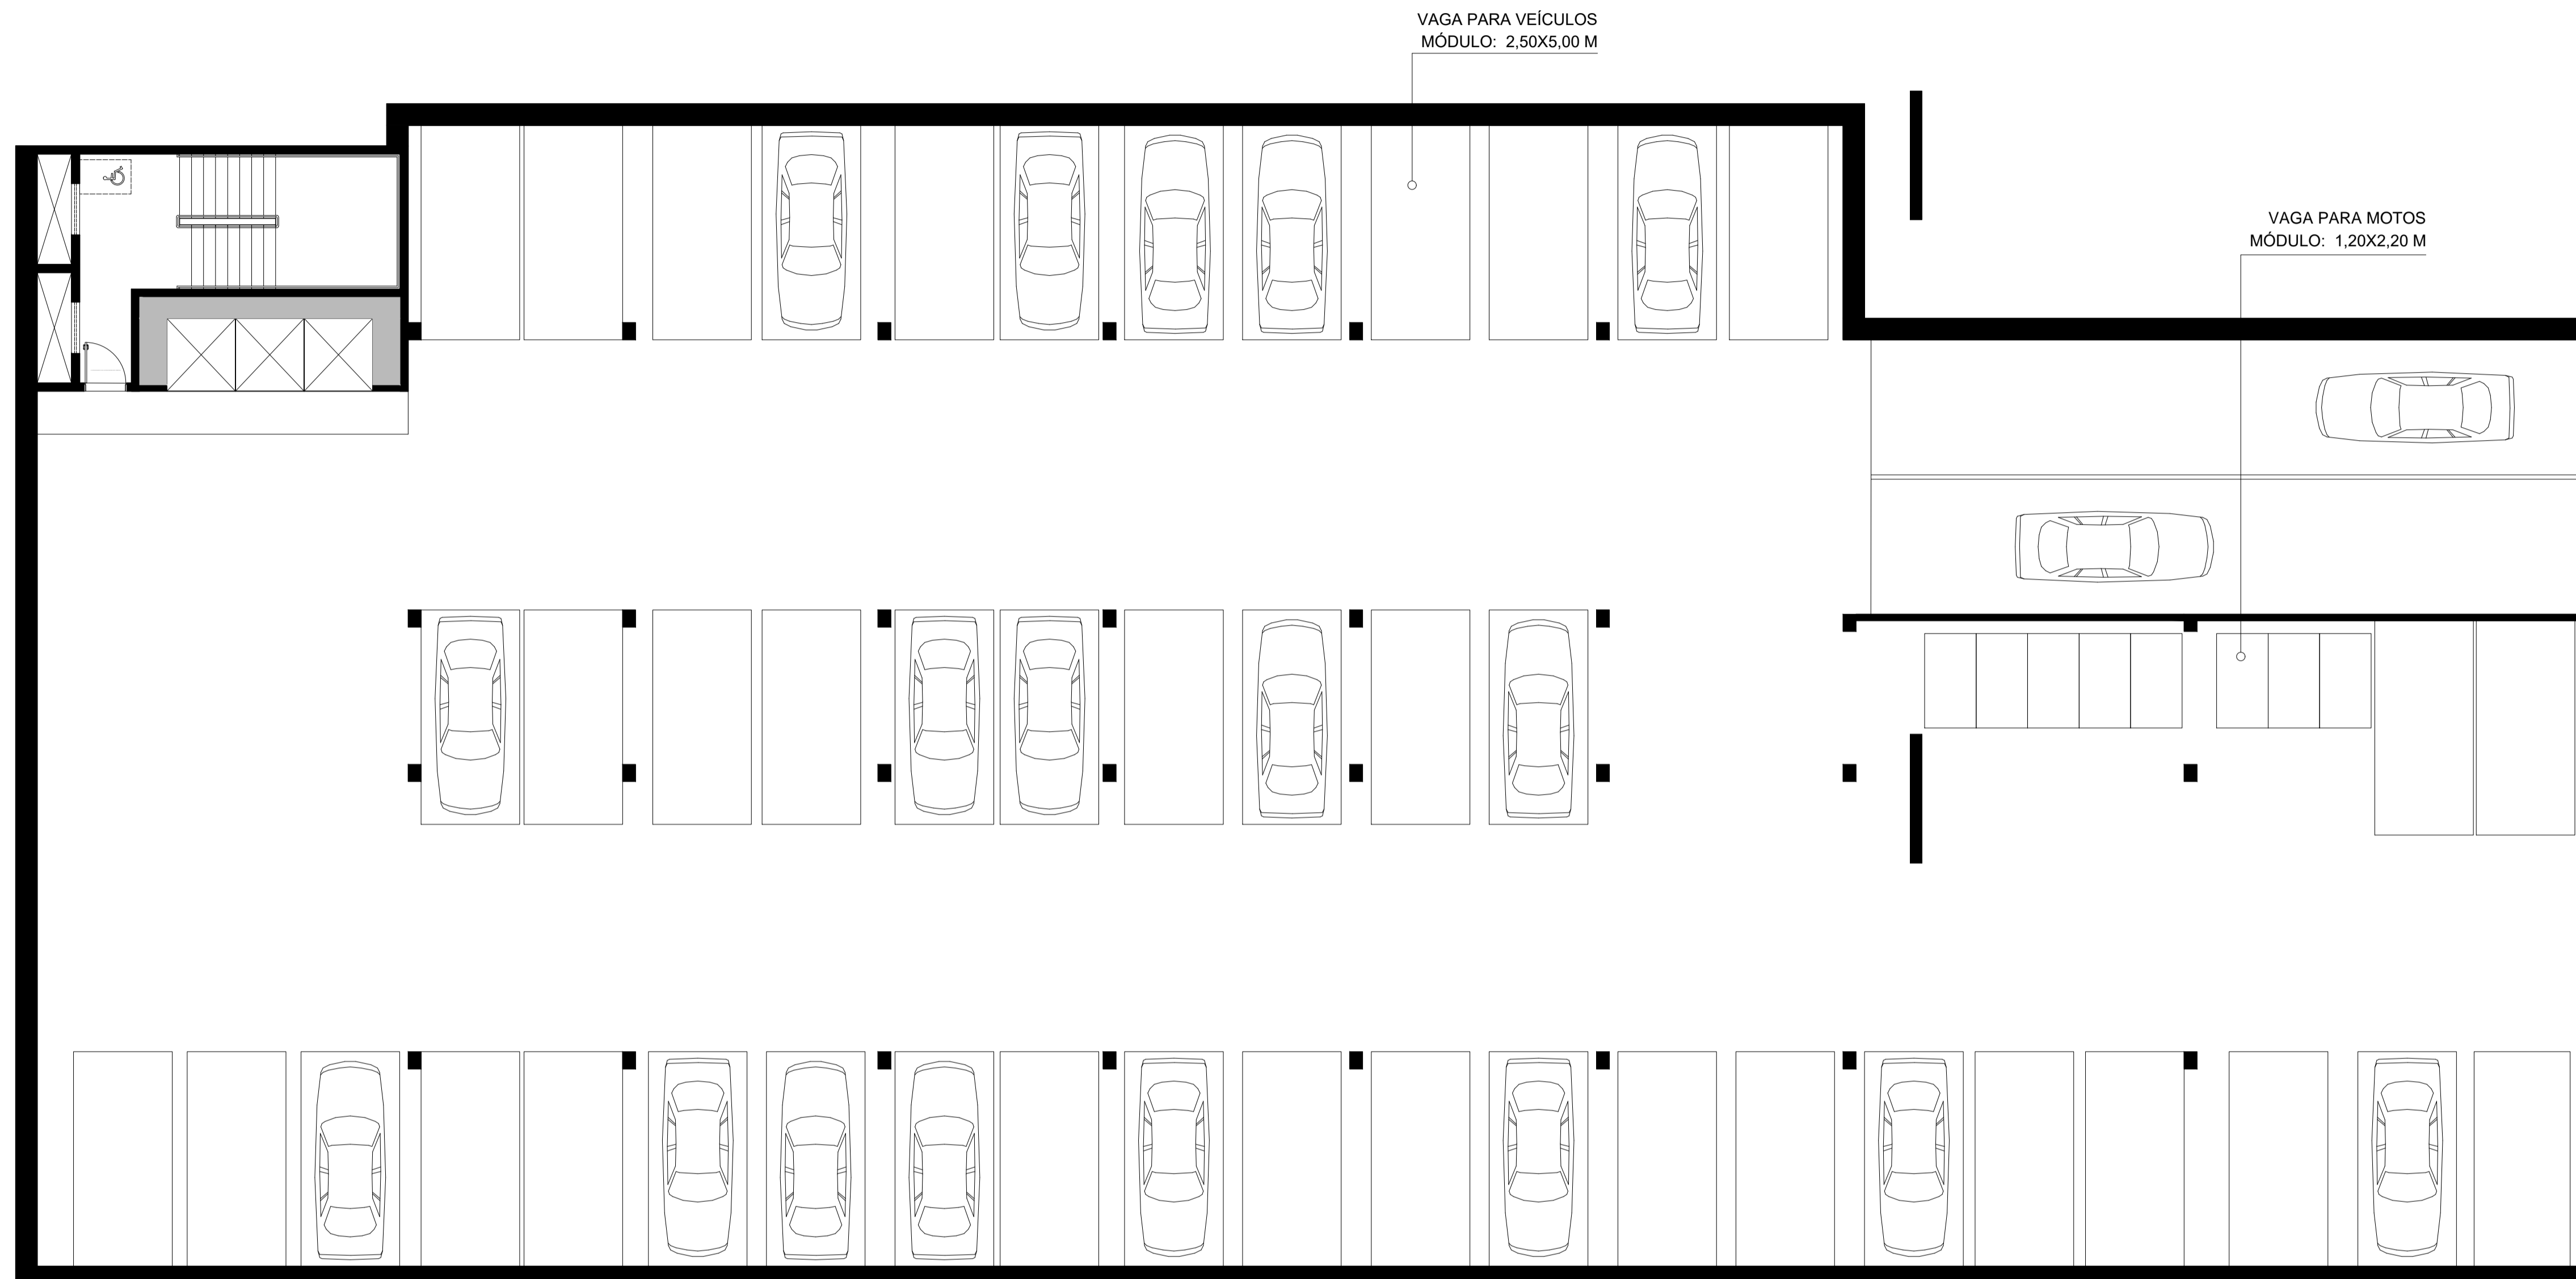 VAGA PARA VEÍCULOS
MÓDULO: 2,50X5,00 M
VAGA PARA MOTOS
MÓDULO: 1,20X2,20 M